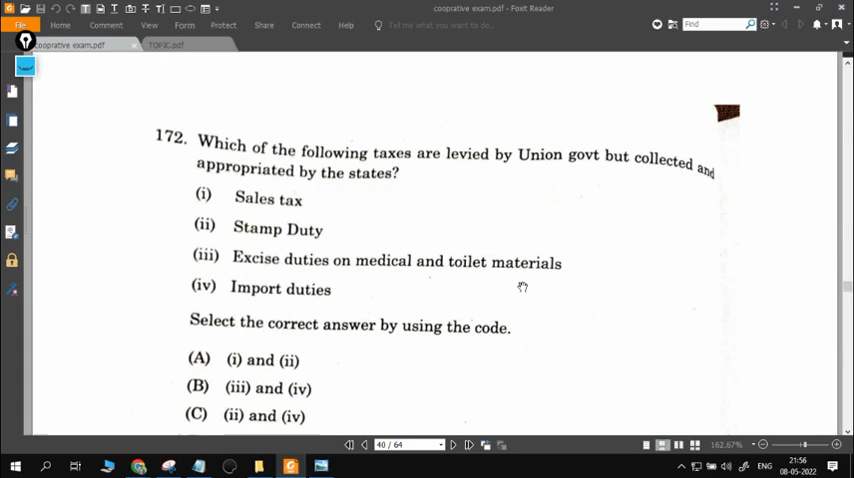 cooprative exam.pdf - Foxit Reader
File Home Comment View Form Protect Share Connect Help Tell me what you want to do... Find
cooprative exam.pdf TOPIC.pdf
172. Which of the following taxes are levied by Union govt but collected and
appropriated by the states?
(i) Sales tax
(ii) Stamp Duty
(iii) Excise duties on medical and toilet materials
(iv) Import duties
Select the correct answer by using the code.
(A) (i) and (ii)
(B) (iii) and (iv)
(C) (ii) and (iv)
40 / 64 162.67%
ENG 21:56
08-05-2022